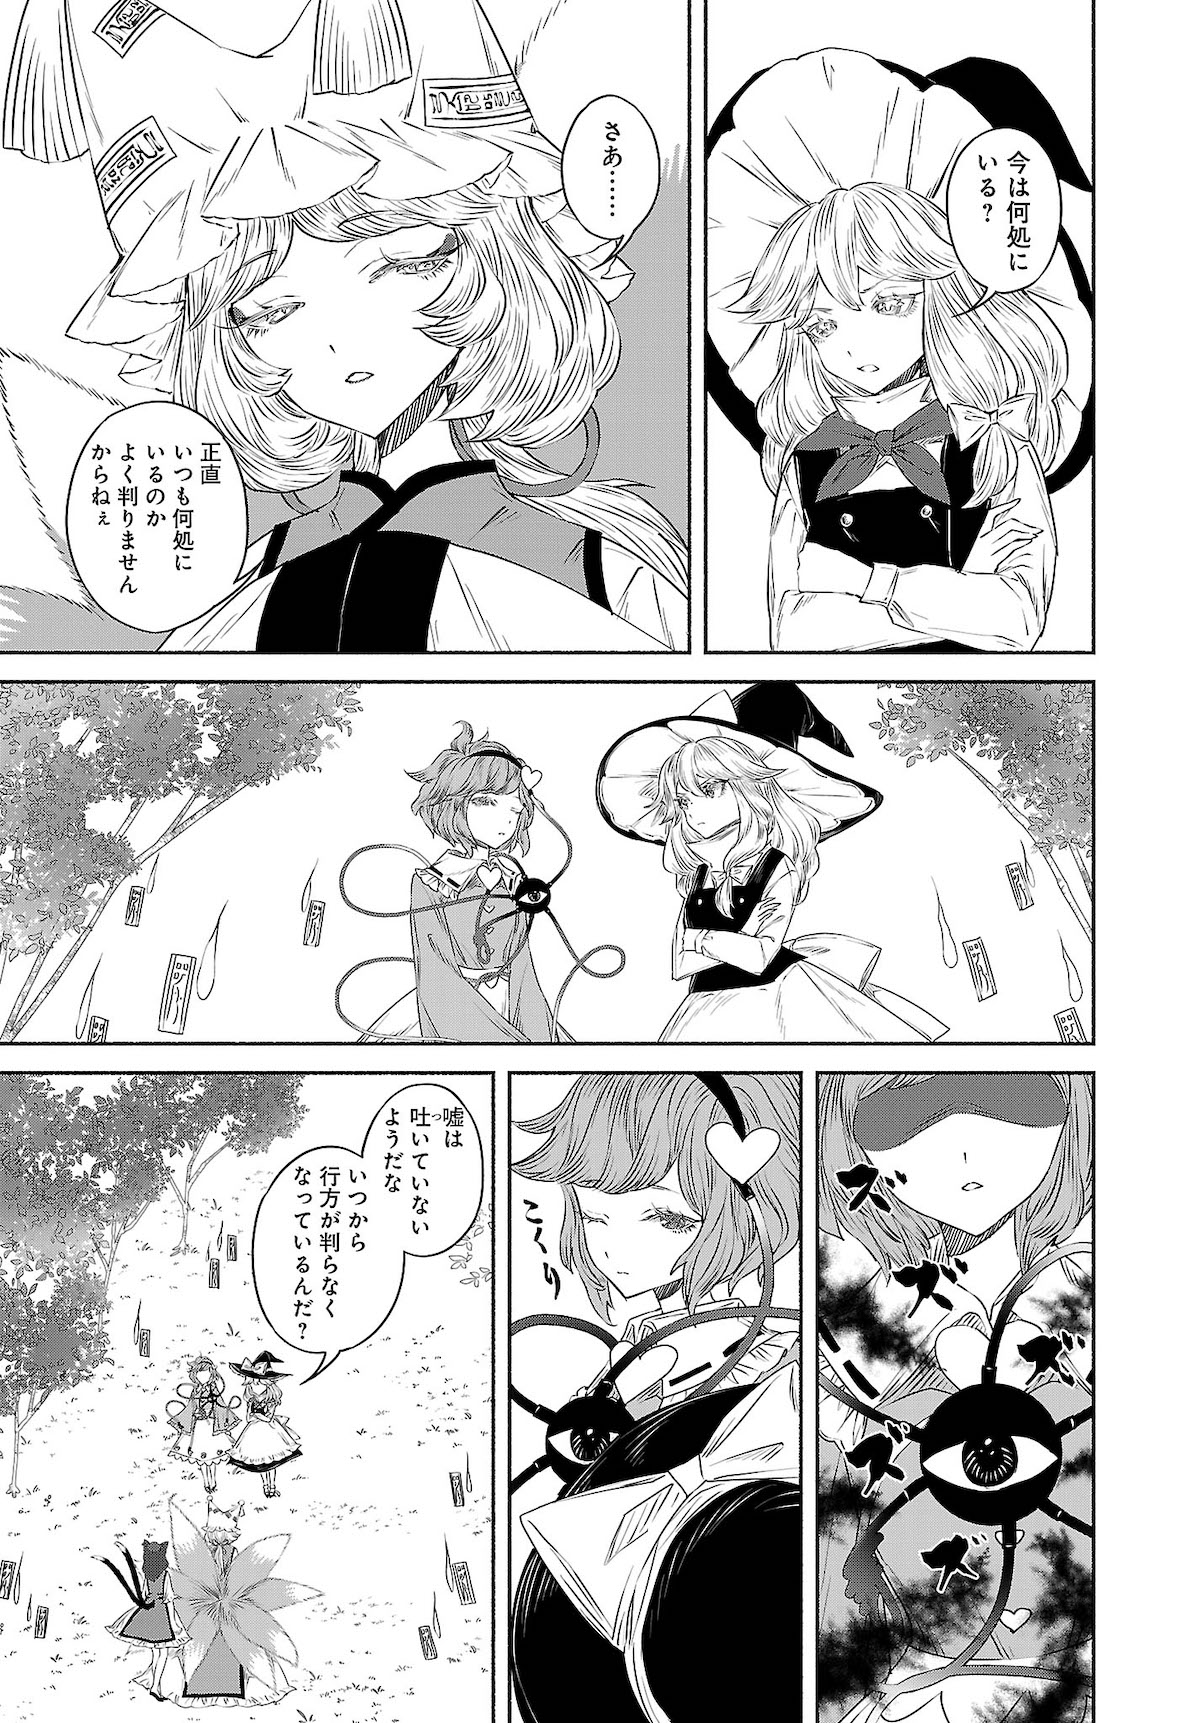 今は何処に
いる?
さあ……
正直
いつも何処に
いるのか
よく判りません
からねぇ
ズ
ズズ
ズ
ズ
ズ
こくり
嘘は
吐いていない
ようだな
いつから
行方が判らなく
なっているんだ?